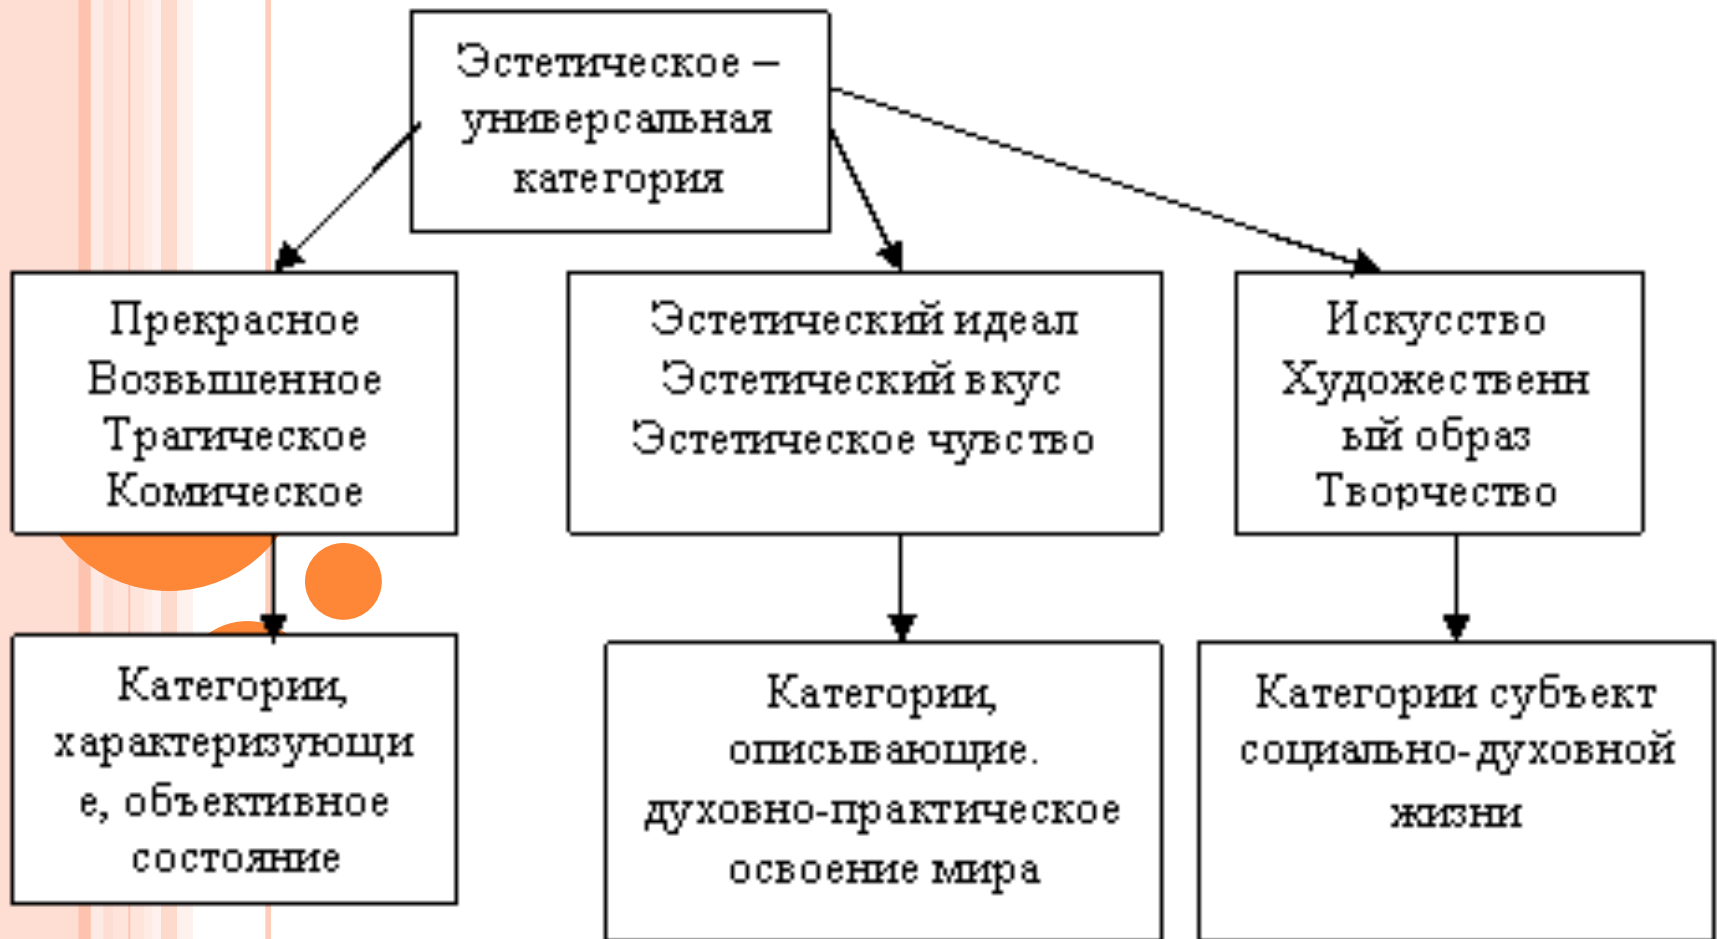 Эстетическое –
универсальная
категория
Прекрасное
Возвышенное
Трагическое
Комическое
Эстетический идеал
Эстетический вкус
Эстетическое чувство
Искусство
Художественн
ый образ
Творчество
Категории,
характеризующи
е, объективное
состояние
Категории,
описывающие.
духовно-практическое
освоение мира
Категории субъект
социально-духовной
жизни